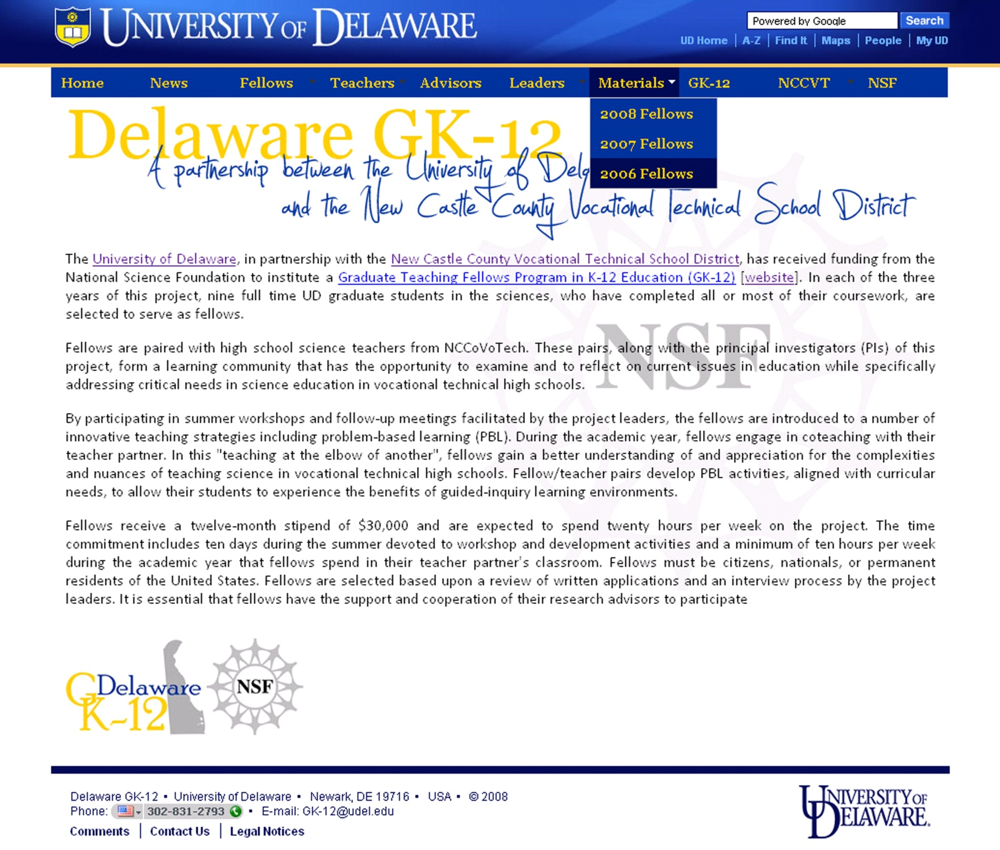 UNIVERSITY OF DELAWARE
Powered by Google Search
UD Home | A-Z | Find It | Maps | People | My UD
Home News Fellows Teachers Advisors Leaders Materials GK-12 NCCVT NSF
2008 Fellows
2007 Fellows
2006 Fellows
Delaware GK-12
A partnership between the University of Dela
and the New Castle County Vocational Technical School District
The University of Delaware, in partnership with the New Castle County Vocational Technical School District, has received funding from the
National Science Foundation to institute a Graduate Teaching Fellows Program in K-12 Education (GK-12) [website]. In each of the three
years of this project, nine full time UD graduate students in the sciences, who have completed all or most of their coursework, are
selected to serve as fellows.
NSF
Fellows are paired with high school science teachers from NCCoVoTech. These pairs, along with the principal investigators (PIs) of this
project, form a learning community that has the opportunity to examine and to reflect on current issues in education while specifically
addressing critical needs in science education in vocational technical high schools.
By participating in summer workshops and follow-up meetings facilitated by the project leaders, the fellows are introduced to a number of
innovative teaching strategies including problem-based learning (PBL). During the academic year, fellows engage in coteaching with their
teacher partner. In this "teaching at the elbow of another", fellows gain a better understanding of and appreciation for the complexities
and nuances of teaching science in vocational technical high schools. Fellow/teacher pairs develop PBL activities, aligned with curricular
needs, to allow their students to experience the benefits of guided-inquiry learning environments.
Fellows receive a twelve-month stipend of $30,000 and are expected to spend twenty hours per week on the project. The time
commitment includes ten days during the summer devoted to workshop and development activities and a minimum of ten hours per week
during the academic year that fellows spend in their teacher partner's classroom. Fellows must be citizens, nationals, or permanent
residents of the United States. Fellows are selected based upon a review of written applications and an interview process by the project
leaders. It is essential that fellows have the support and cooperation of their research advisors to participate
Delaware
GK-12
NSF
Delaware GK-12 ▪ University of Delaware ▪ Newark, DE 19716 ▪ USA ▪ © 2008
Phone: 302-831-2793 ▪ E-mail: GK-12@udel.edu
Comments | Contact Us | Legal Notices
UNIVERSITY OF
DELAWARE.